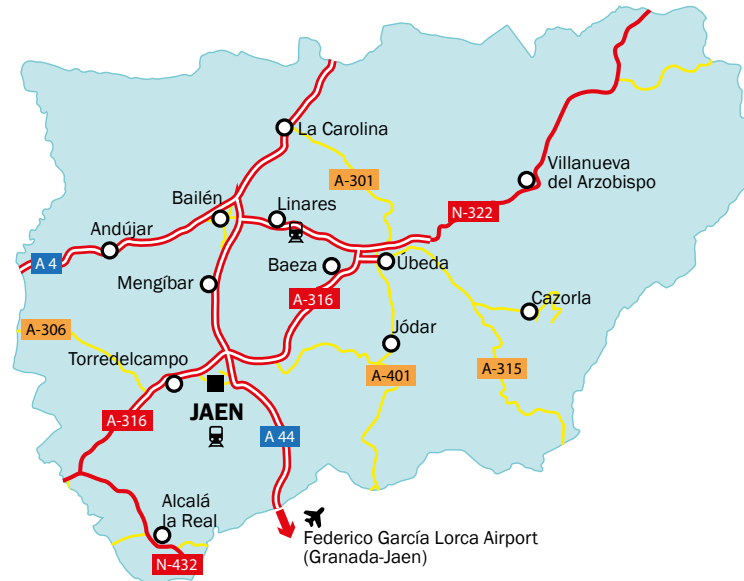 La Carolina
A-301
Villanueva
del Arzobispo
Bailén
Linares
N-322
Andújar
A 4
Baeza
Úbeda
Mengíbar
A-316
Cazorla
A-306
Jódar
Torredelcampo
A-401
A-315
JAEN
A-316
A 44
Alcalá
la Real
Federico García Lorca Airport
(Granada-Jaen)
N-432